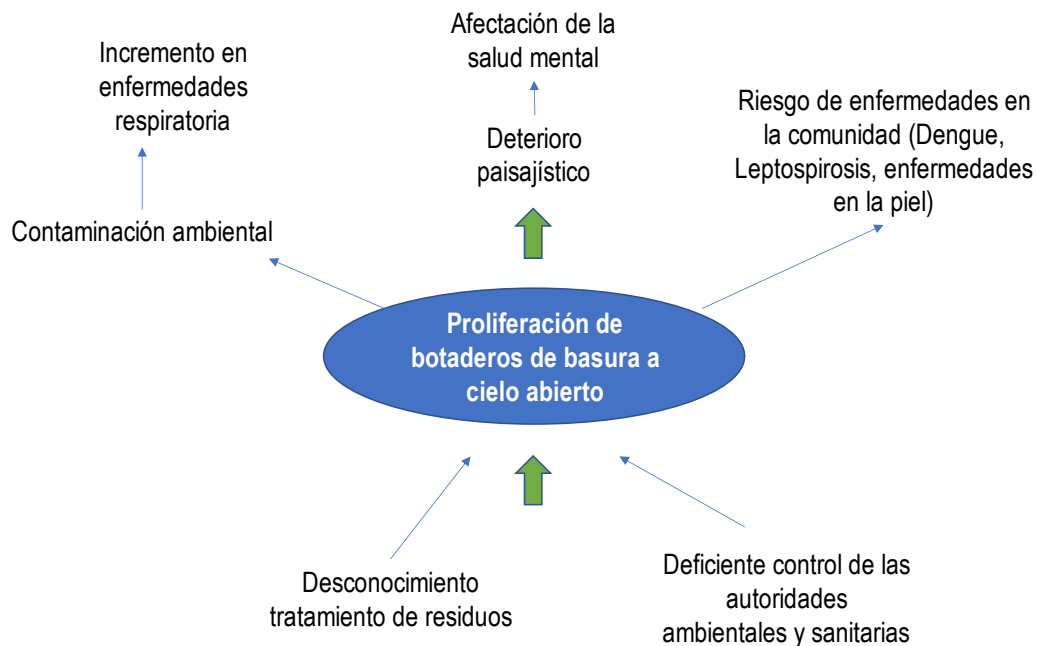 Afectación de la
salud mental
Incremento en
enfermedades
respiratoria
Riesgo de enfermedades en
la comunidad (Dengue,
Leptospirosis, enfermedades
en la piel)
Deterioro
paisajístico
Contaminación ambiental
Proliferación de
botaderos de basura a
cielo abierto
Desconocimiento
tratamiento de residuos
Deficiente control de las
autoridades
ambientales y sanitarias